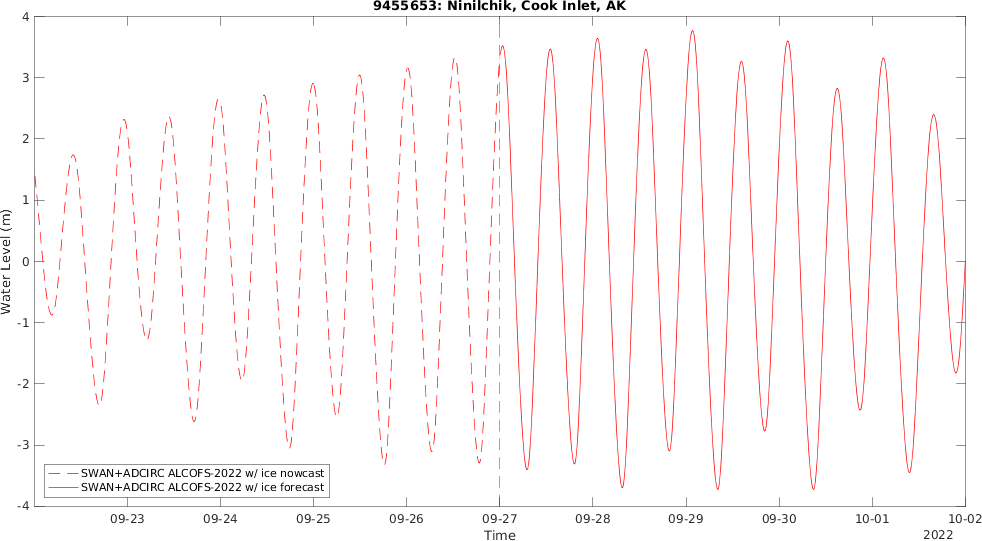 9455653: Ninilchik, Cook Inlet, AK
4
3
2
1
0
-1
-2
-3
-4
Water Level (m)
SWAN+ADCIRC ALCOFS-2022 w/ ice nowcast
SWAN+ADCIRC ALCOFS-2022 w/ ice forecast
09-23 09-24 09-25 09-26 09-27 09-28 09-29 09-30 10-01 10-02
Time
2022